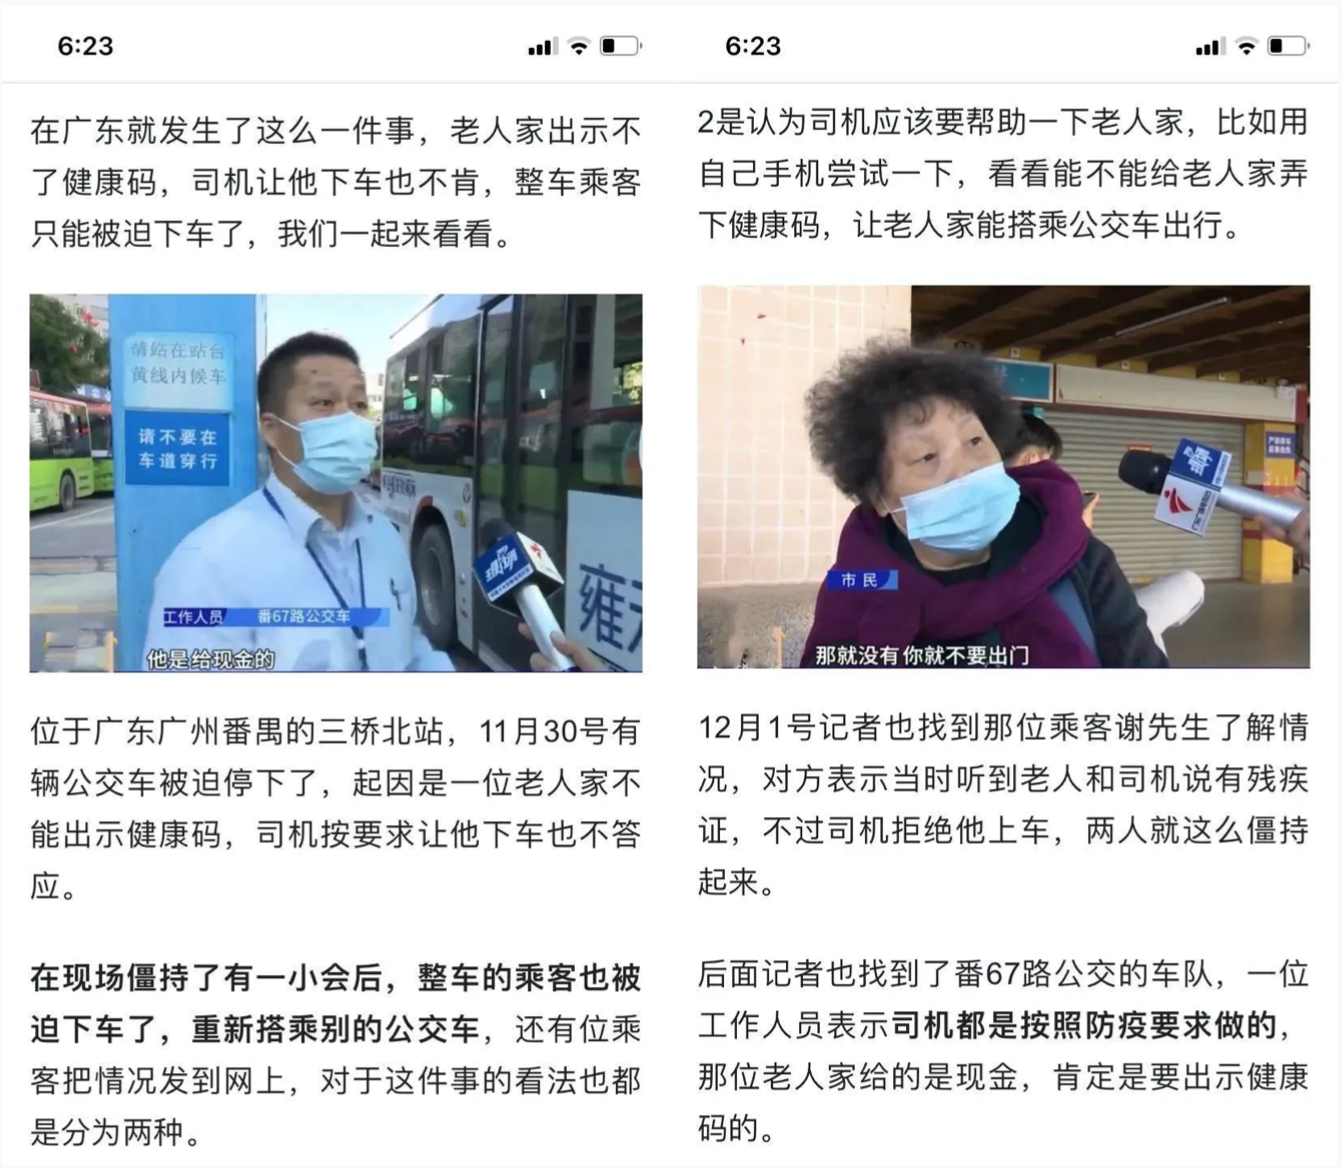 6:23
在广东就发生了这么一件事，老人家出示不
了健康码，司机让他下车也不肯，整车乘客
只能被迫下车了，我们一起来看看。
请站在站台
黄线内候车
请不要在
车道穿行
现场
工作人员 番67路公交车
他是给现金的
位于广东广州番禺的三桥北站，11月30号有
辆公交车被迫停下了，起因是一位老人家不
能出示健康码，司机按要求让他下车也不答
应。
在现场僵持了有一小会后，整车的乘客也被
迫下车了，重新搭乘别的公交车，还有位乘
客把情况发到网上，对于这件事的看法也都
是分为两种。
6:23
2是认为司机应该要帮助一下老人家，比如用
自己手机尝试一下，看看能不能给老人家弄
下健康码，让老人家能搭乘公交车出行。
市民
那就没有你就不要出门
12月1号记者也找到那位乘客谢先生了解情
况，对方表示当时听到老人和司机说有残疾
证，不过司机拒绝他上车，两人就这么僵持
起来。
后面记者也找到了番67路公交的车队，一位
工作人员表示司机都是按照防疫要求做的，
那位老人家给的是现金，肯定是要出示健康
码的。